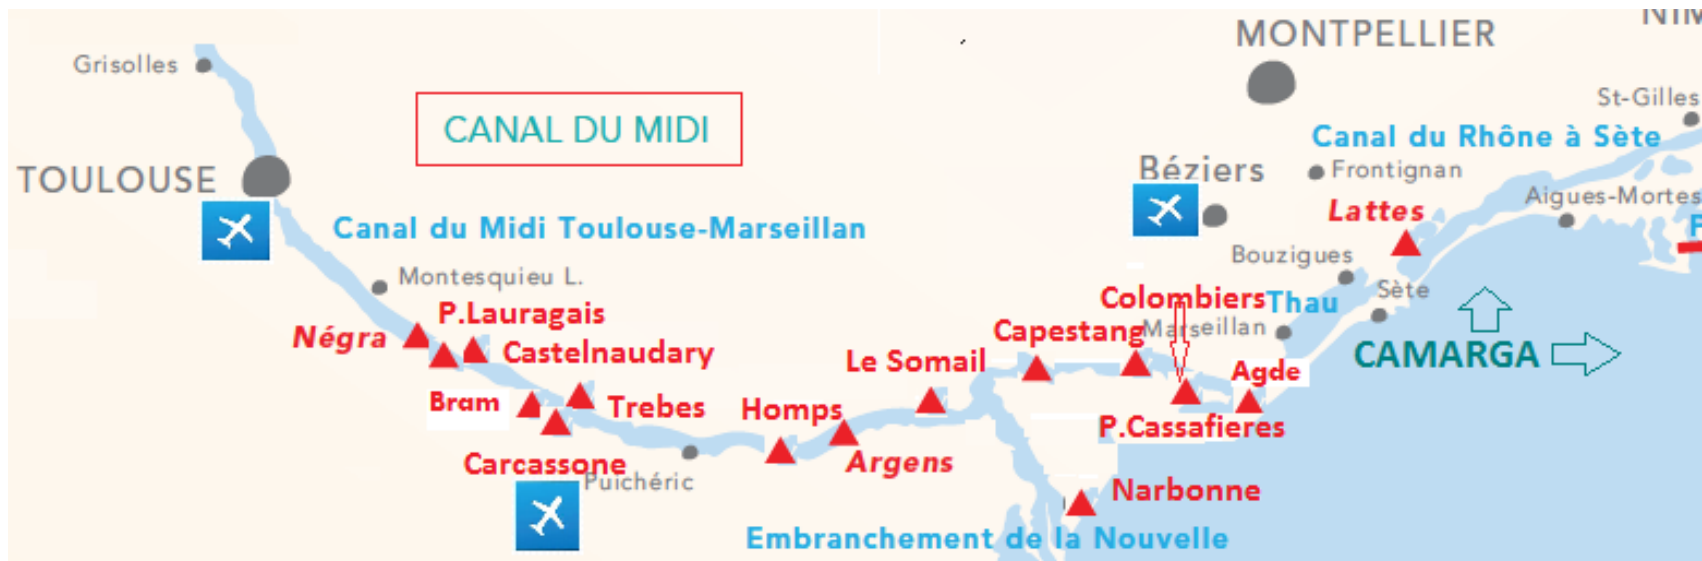 NIM
MONTPELLIER
Grisolles
St-Gilles
CANAL DU MIDI
Canal du Rhône à Sète
Béziers
Frontignan
TOULOUSE
Aigues-Mortes
Lattes
Canal du Midi Toulouse-Marseillan
P
Bouzigues
Montesquieu L.
Sète
Colombiers
Thau
P.Lauragais
Marseillan
Capestang
Négra
Castelnaudary
CAMARGA
Le Somail
Agde
Bram
Trebes
Homps
P.Cassafieres
Carcassone
Argens
Puichéric
Narbonne
Embranchement de la Nouvelle